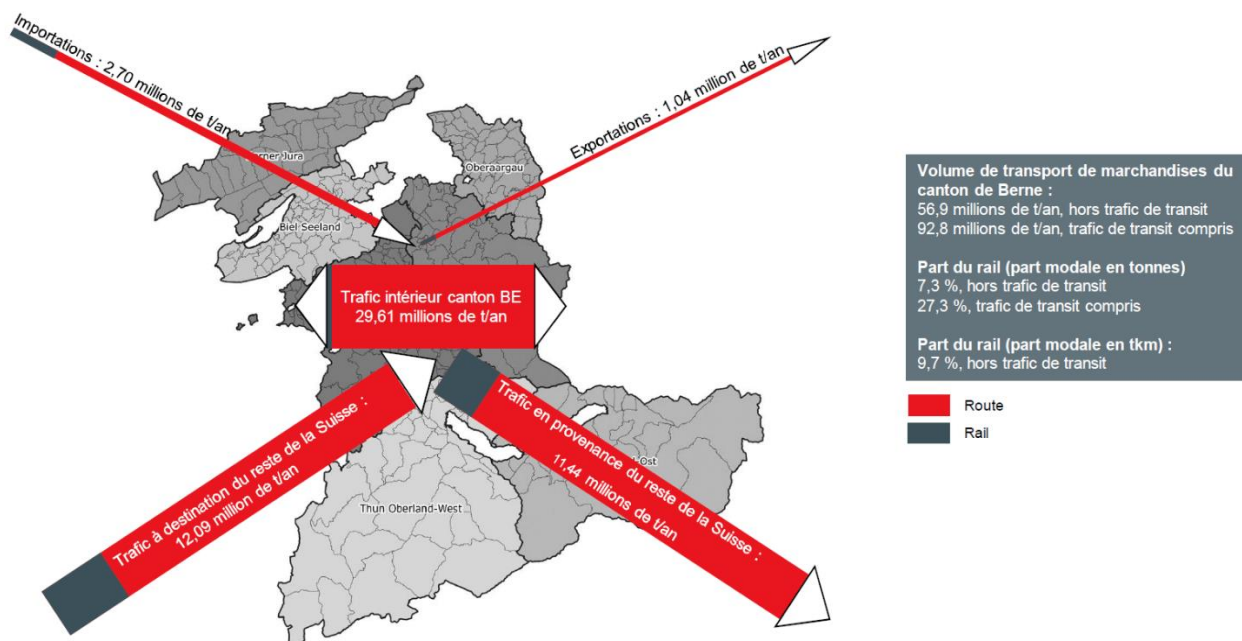 Importations : 2,70 millions de t/an
Exportations : 1,04 million de t/an
Oberaargau
Biel-Seeland
Trafic intérieur canton BE
29,61 millions de t/an
Trafic à destination du reste de la Suisse :
12,09 million de t/an
Trafic en provenance du reste de la Suisse :
11,44 millions de t/an
Thun Oberland-West
Volume de transport de marchandises du
canton de Berne :
56,9 millions de t/an, hors trafic de transit
92,8 millions de t/an, trafic de transit compris
Part du rail (part modale en tonnes)
7,3 %, hors trafic de transit
27,3 %, trafic de transit compris
Part du rail (part modale en tkm) :
9,7 %, hors trafic de transit
Route
Rail